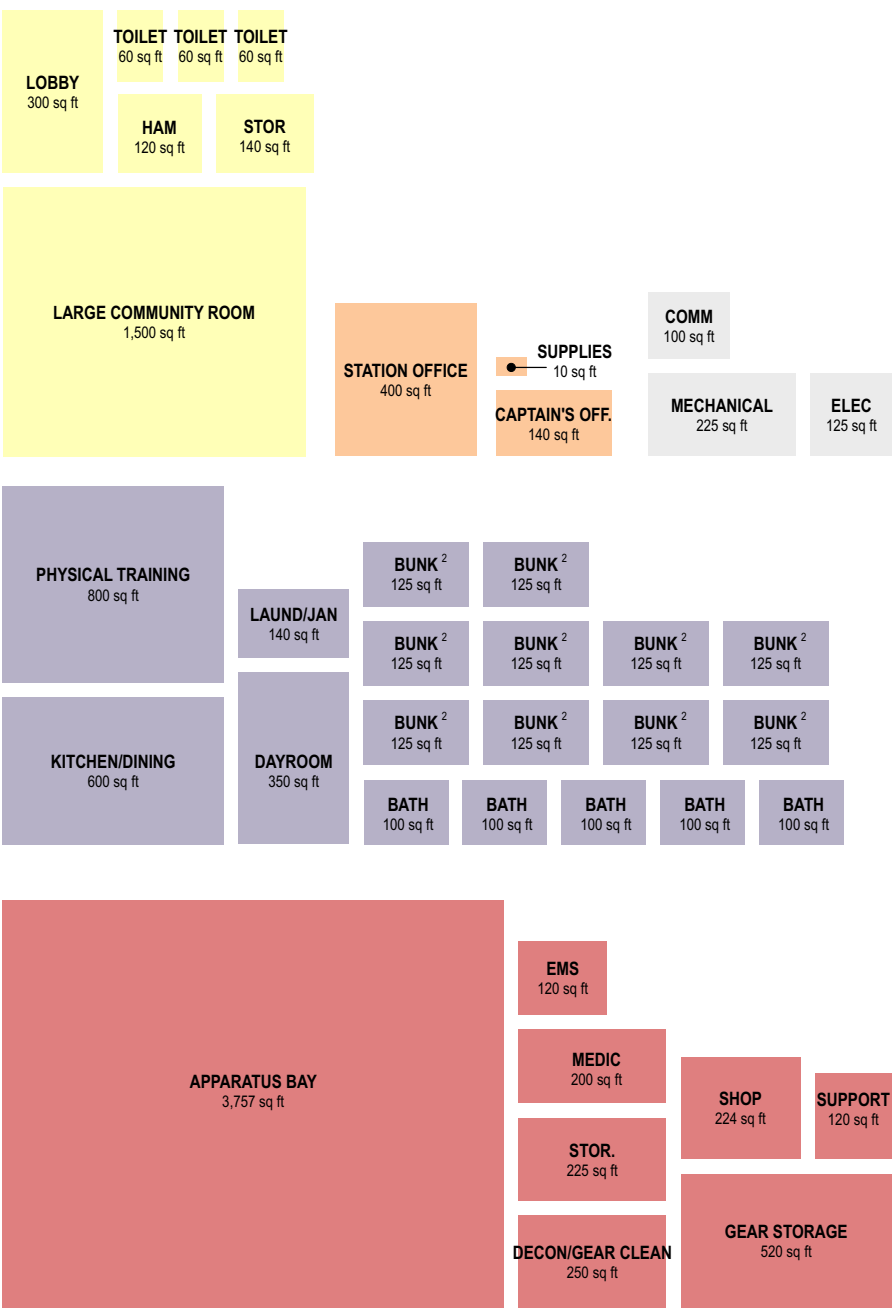 LOBBY
300 sq ft
TOILET
60 sq ft
TOILET
60 sq ft
TOILET
60 sq ft
HAM
120 sq ft
STOR
140 sq ft
LARGE COMMUNITY ROOM
1,500 sq ft
STATION OFFICE
400 sq ft
SUPPLIES
10 sq ft
CAPTAIN'S OFF.
140 sq ft
COMM
100 sq ft
MECHANICAL
225 sq ft
ELEC
125 sq ft
PHYSICAL TRAINING
800 sq ft
LAUND/JAN
140 sq ft
KITCHEN/DINING
600 sq ft
DAYROOM
350 sq ft
BUNK 2
125 sq ft
BUNK 2
125 sq ft
BUNK 2
125 sq ft
BUNK 2
125 sq ft
BUNK 2
125 sq ft
BUNK 2
125 sq ft
BUNK 2
125 sq ft
BUNK 2
125 sq ft
BUNK 2
125 sq ft
BUNK 2
125 sq ft
BATH
100 sq ft
BATH
100 sq ft
BATH
100 sq ft
BATH
100 sq ft
BATH
100 sq ft
APPARATUS BAY
3,757 sq ft
EMS
120 sq ft
MEDIC
200 sq ft
STOR.
225 sq ft
DECON/GEAR CLEAN
250 sq ft
SHOP
224 sq ft
SUPPORT
120 sq ft
GEAR STORAGE
520 sq ft